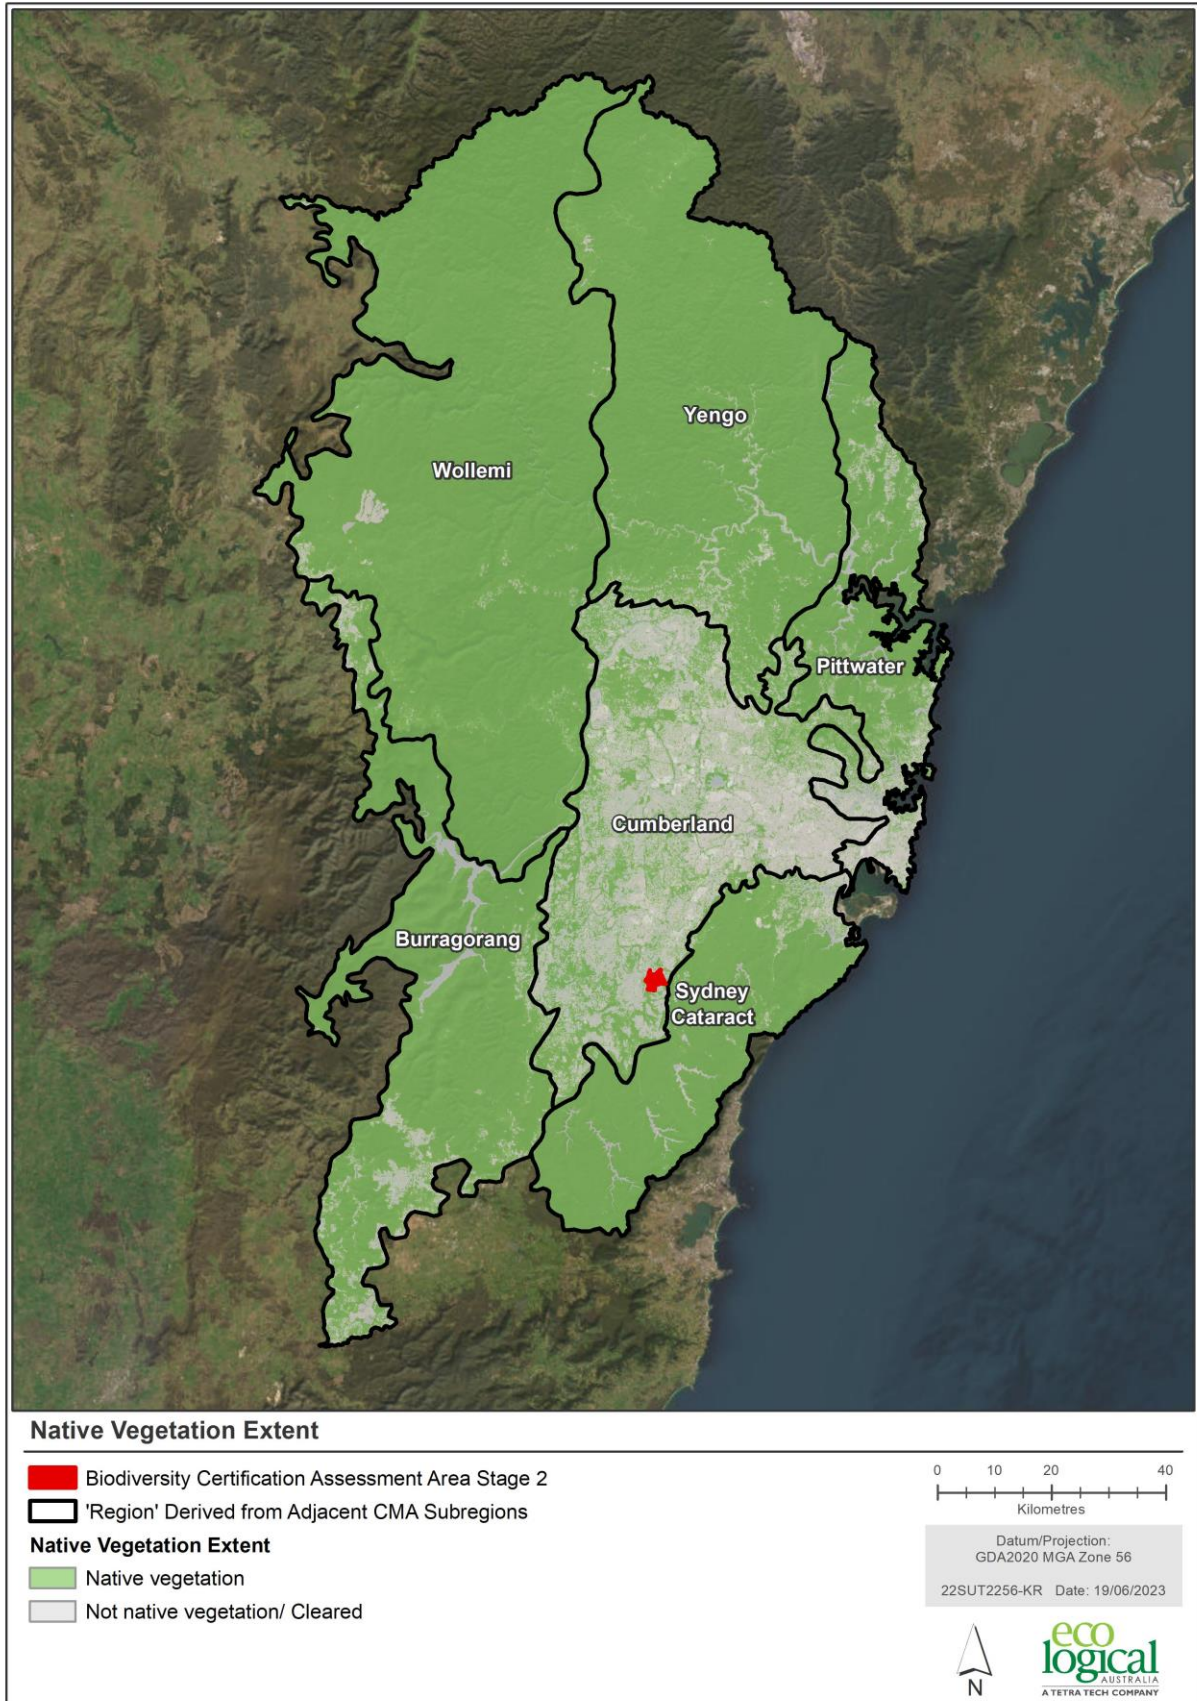 Yengo
Wollemi
Pittwater
Cumberland
Burragorang
Sydney
Cataract
Native Vegetation Extent
Biodiversity Certification Assessment Area Stage 2
'Region' Derived from Adjacent CMA Subregions
Native Vegetation Extent
Native vegetation
Not native vegetation/ Cleared
0 10 20 40
Kilometres
Datum/Projection:
GDA2020 MGA Zone 56
22SUT2256-KR Date: 19/06/2023
N
eco
logical
AUSTRALIA
A TETRA TECH COMPANY